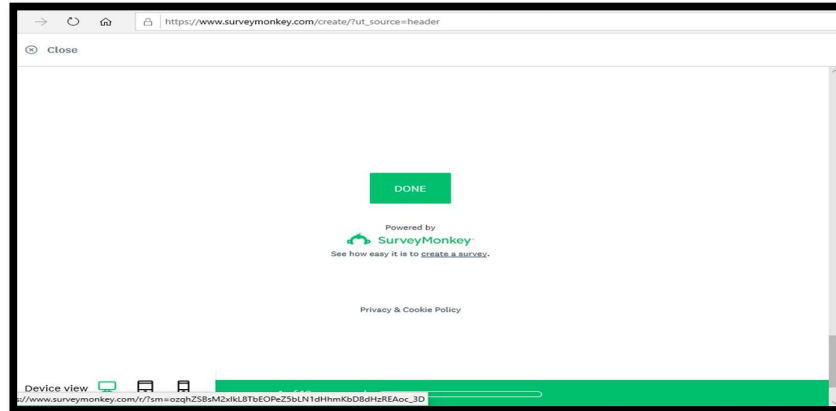 https://www.surveymonkey.com/create/?ut_source=header
Close
DONE
Powered by
SurveyMonkey
See how easy it is to create a survey.
Privacy & Cookie Policy
Device view
s://www.surveymonkey.com/r/?sm=ozqhZSBsM2xIkL8TbEOPeZ5bLN1dHhmKbD8dHzREAoc_3D